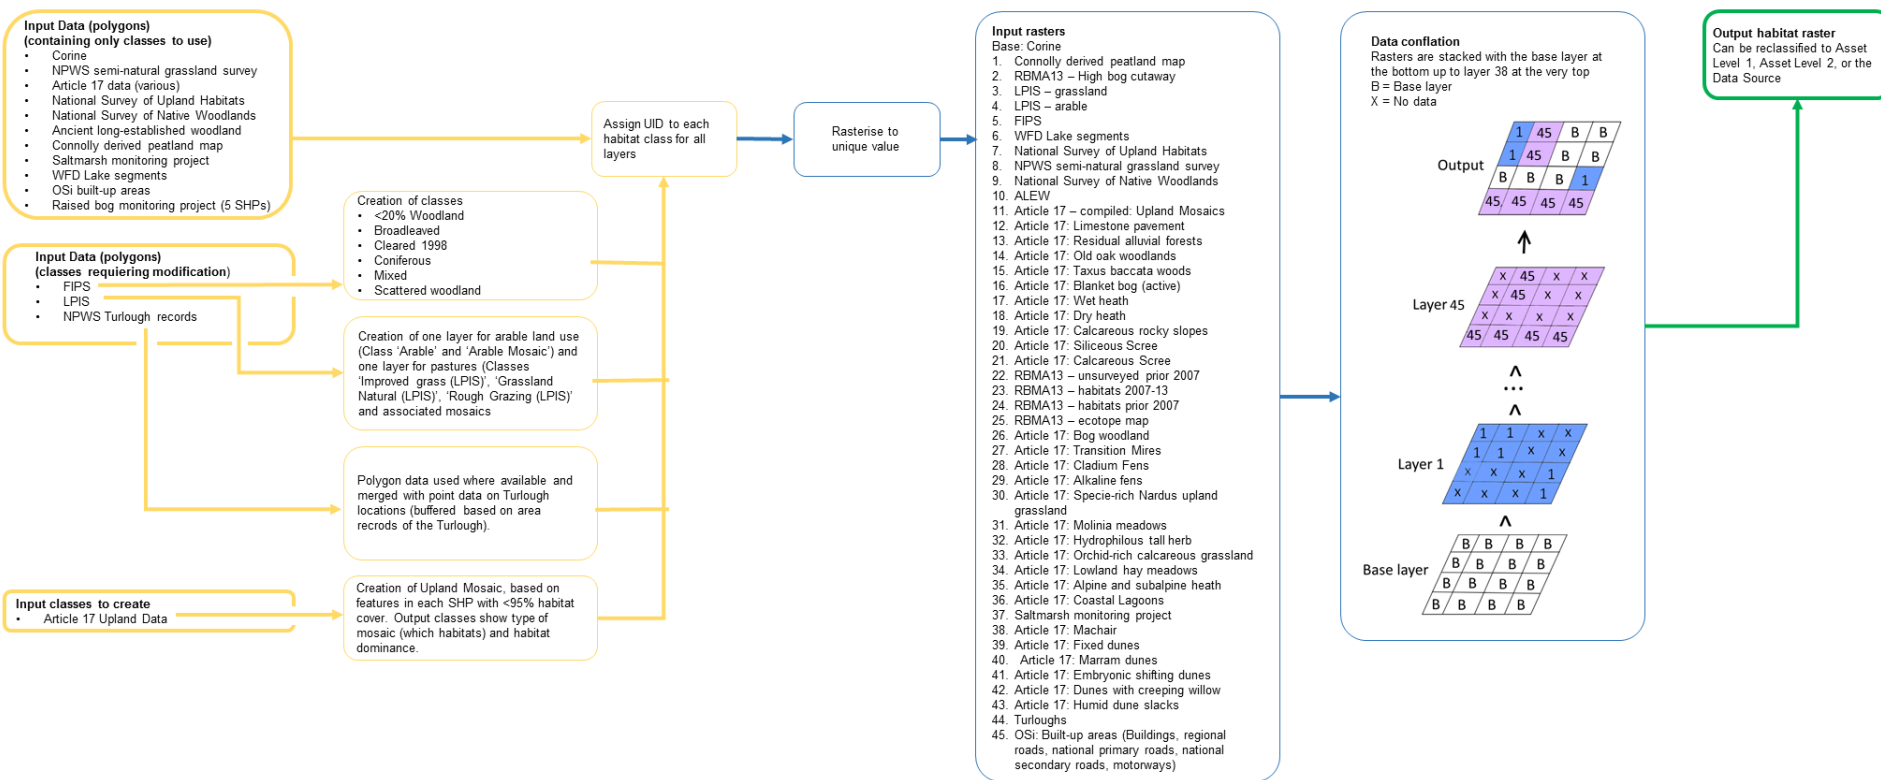 Input Data (polygons)
(containing only classes to use)
• Corine
• NPWS semi-natural grassland survey
• Article 17 data (various)
• National Survey of Upland Habitats
• National Survey of Native Woodlands
• Ancient long-established woodland
• Connolly derived peatland map
• Saltmarsh monitoring project
• WFD Lake segments
• OSi built-up areas
• Raised bog monitoring project (5 SHPs)
Input Data (polygons)
(classes requiering modification)
• FIPS
• LPIS
• NPWS Turlough records
Input classes to create
• Article 17 Upland Data
Creation of classes
• <20% Woodland
• Broadleaved
• Cleared 1998
• Coniferous
• Mixed
• Scattered woodland
Creation of one layer for arable land use
(Class ‘Arable’ and ‘Arable Mosaic’) and
one layer for pastures (Classes
‘Improved grass (LPIS)’, ‘Grassland
Natural (LPIS)’, ‘Rough Grazing (LPIS)’
and associated mosaics
Polygon data used where available and
merged with point data on Turlough
locations (buffered based on area
recrods of the Turlough).
Creation of Upland Mosaic, based on
features in each SHP with <95% habitat
cover. Output classes show type of
mosaic (which habitats) and habitat
dominance.
Assign UID to each
habitat class for all
layers
Rasterise to
unique value
Input rasters
Base: Corine
1. Connolly derived peatland map
2. RBMA13 – High bog cutaway
3. LPIS – grassland
4. LPIS – arable
5. FIPS
6. WFD Lake segments
7. National Survey of Upland Habitats
8. NPWS semi-natural grassland survey
9. National Survey of Native Woodlands
10. ALEW
11. Article 17 – compiled: Upland Mosaics
12. Article 17: Limestone pavement
13. Article 17: Residual alluvial forests
14. Article 17: Old oak woodlands
15. Article 17: Taxus baccata woods
16. Article 17: Blanket bog (active)
17. Article 17: Wet heath
18. Article 17: Dry heath
19. Article 17: Calcareous rocky slopes
20. Article 17: Siliceous Scree
21. Article 17: Calcareous Scree
22. RBMA13 – unsurveyed prior 2007
23. RBMA13 – habitats 2007-13
24. RBMA13 – habitats prior 2007
25. RBMA13 – ecotope map
26. Article 17: Bog woodland
27. Article 17: Transition Mires
28. Article 17: Cladium Fens
29. Article 17: Alkaline fens
30. Article 17: Specie-rich Nardus upland
grassland
31. Article 17: Molinia meadows
32. Article 17: Hydrophilous tall herb
33. Article 17: Orchid-rich calcareous grassland
34. Article 17: Lowland hay meadows
35. Article 17: Alpine and subalpine heath
36. Article 17: Coastal Lagoons
37. Saltmarsh monitoring project
38. Article 17: Machair
39. Article 17: Fixed dunes
40. Article 17: Marram dunes
41. Article 17: Embryonic shifting dunes
42. Article 17: Dunes with creeping willow
43. Article 17: Humid dune slacks
44. Turloughs
45. OSi: Built-up areas (Buildings, regional
roads, national primary roads, national
secondary roads, motorways)
Data conflation
Rasters are stacked with the base layer at
the bottom up to layer 38 at the very top
B = Base layer
X = No data
Output
1 45 B B
1 45 B B
B B B 1
45 45 45 45
Layer 45
x 45 x x
x 45 x x
x x x x
45 45 45 45
...
Layer 1
1 1 x x
1 1 x x
x x x 1
x x x 1
Base layer
B B B B
B B B B
B B B B
B B B B
Output habitat raster
Can be reclassified to Asset
Level 1, Asset Level 2, or the
Data Source